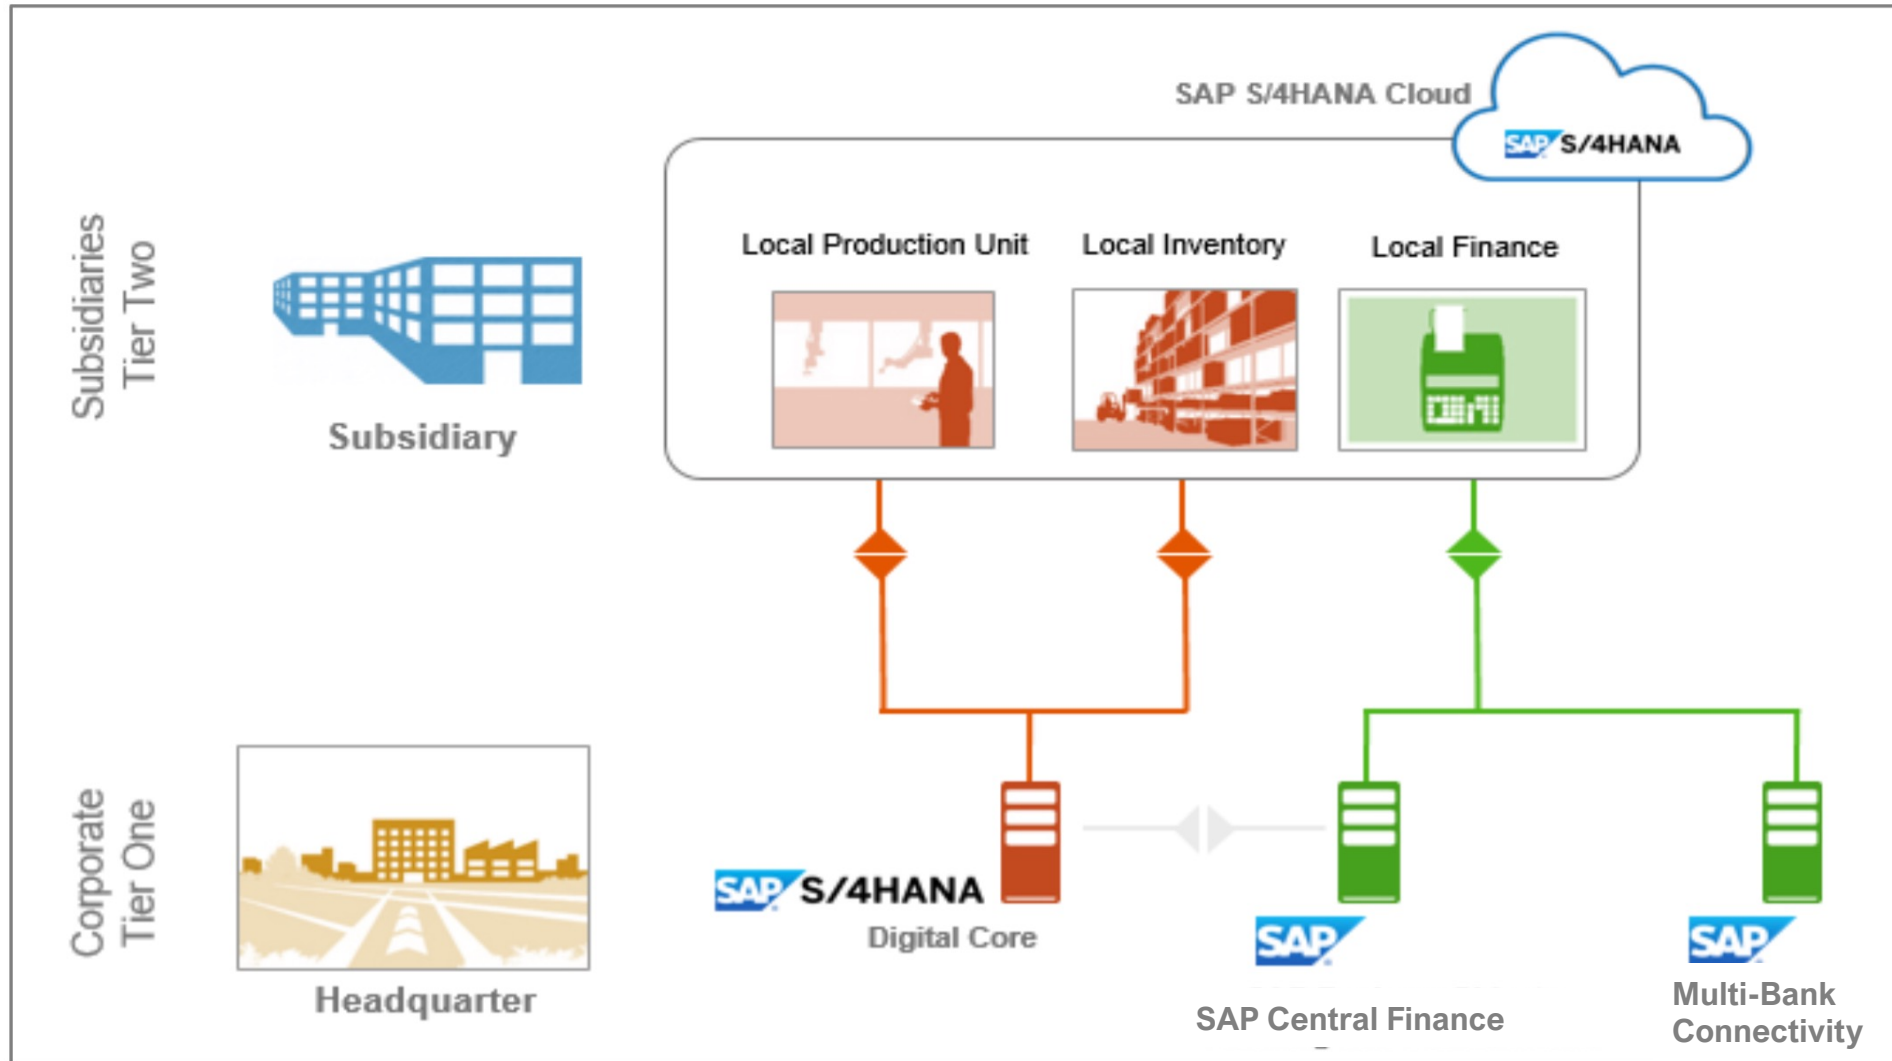 SAP S/4HANA Cloud
SAP S/4HANA
Subsidiaries
Tier Two
Local Production Unit
Local Inventory
Local Finance
Subsidiary
Corporate
Tier One
Headquarter
SAP S/4HANA
Digital Core
SAP
SAP Central Finance
SAP
Multi-Bank
Connectivity